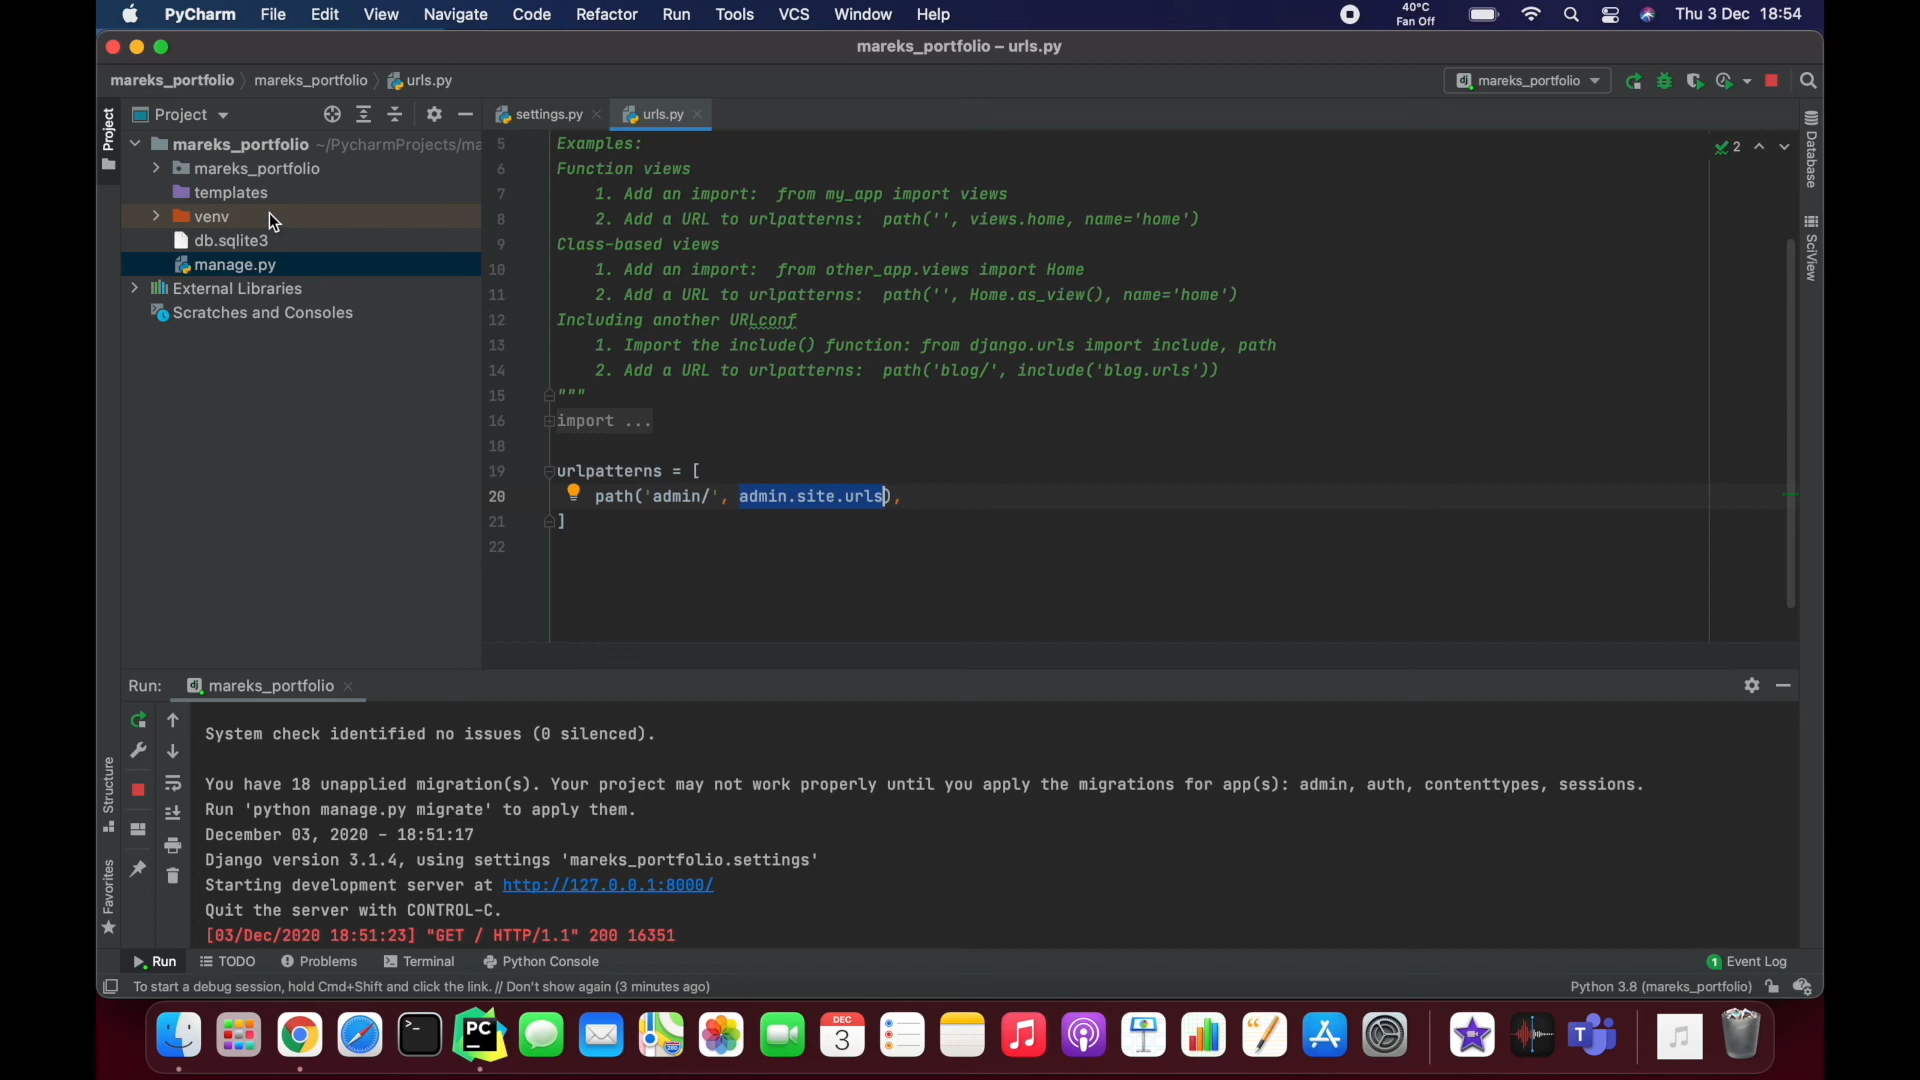 PyCharm File Edit View Navigate Code Refactor Run Tools VCS Window Help 40°C Fan Off Thu 3 Dec 18:54
mareks_portfolio – urls.py
mareks_portfolio mareks_portfolio urls.py mareks_portfolio
Project Project settings.py urls.py
mareks_portfolio ~/PycharmProjects/ma
mareks_portfolio
templates
venv
db.sqlite3
manage.py
External Libraries
Scratches and Consoles
5 Examples:
6 Function views
7 1. Add an import:  from my_app import views
8 2. Add a URL to urlpatterns:  path('', views.home, name='home')
9 Class-based views
10 1. Add an import:  from other_app.views import Home
11 2. Add a URL to urlpatterns:  path('', Home.as_view(), name='home')
12 Including another URLconf
13 1. Import the include() function: from django.urls import include, path
14 2. Add a URL to urlpatterns:  path('blog/', include('blog.urls'))
15 """
16 import ...
18
19 urlpatterns = [
20 path('admin/', admin.site.urls),
21 ]
22
2
Database
SciView
Run: mareks_portfolio
System check identified no issues (0 silenced).
You have 18 unapplied migration(s). Your project may not work properly until you apply the migrations for app(s): admin, auth, contenttypes, sessions.
Run 'python manage.py migrate' to apply them.
December 03, 2020 - 18:51:17
Django version 3.1.4, using settings 'mareks_portfolio.settings'
Starting development server at http://127.0.0.1:8000/
Quit the server with CONTROL-C.
[03/Dec/2020 18:51:23] "GET / HTTP/1.1" 200 16351
Structure
Favorites
Run TODO Problems Terminal Python Console 1 Event Log
To start a debug session, hold Cmd+Shift and click the link. // Don't show again (3 minutes ago) Python 3.8 (mareks_portfolio)
PC
DEC
3